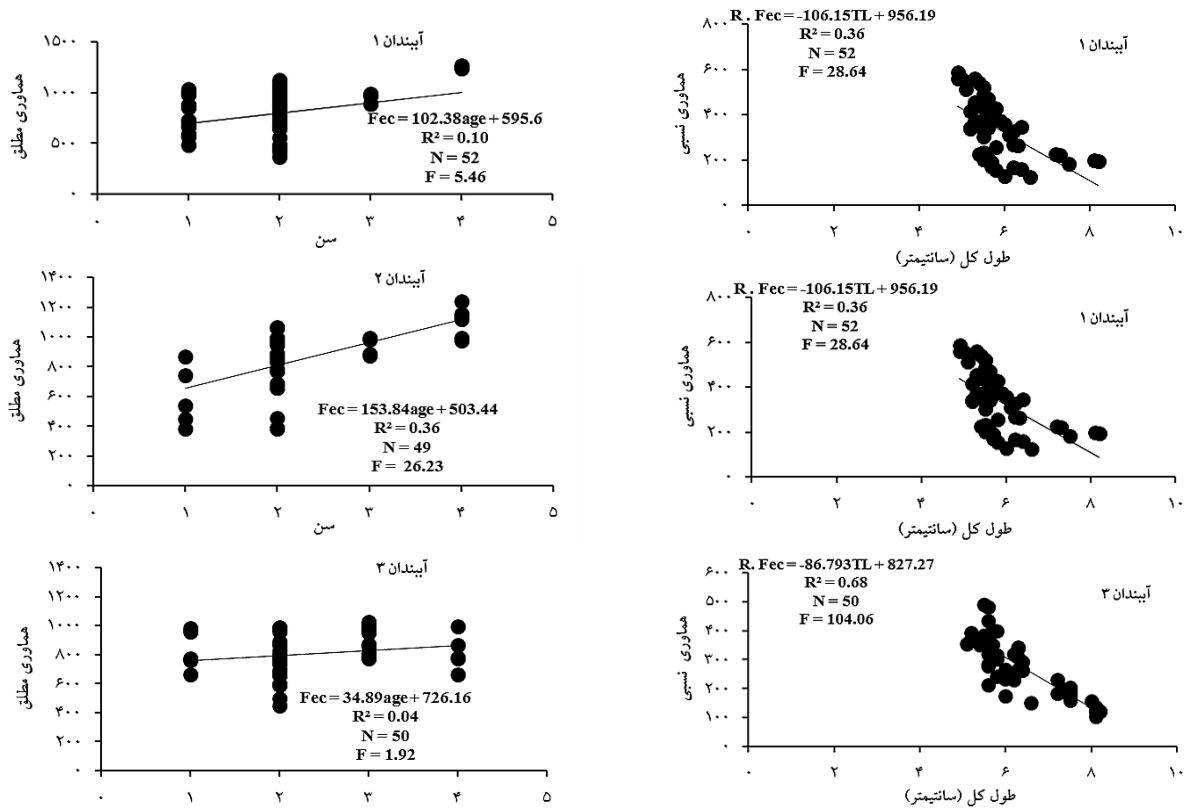 آببندان ۱
هماوری مطلق
۱۵۰۰
۱۰۰۰
۵۰۰
۰
Fec = 102.38age + 595.6
R² = 0.10
N = 52
F = 5.46
۰ ۱ ۲ ۳ ۴ ۵
سن
R . Fec = -106.15TL + 956.19
R² = 0.36
N = 52
F = 28.64
آببندان ۱
هماوری نسبی
۸۰۰
۶۰۰
۴۰۰
۲۰۰
۰
۰ ۲ ۴ ۶ ۸ ۱۰
طول کل (سانتیمتر)
آببندان ۲
هماوری مطلق
۱۴۰۰
۱۲۰۰
۱۰۰۰
۸۰۰
۶۰۰
۴۰۰
۲۰۰
۰
Fec = 153.84age + 503.44
R² = 0.36
N = 49
F = 26.23
۰ ۱ ۲ ۳ ۴ ۵
سن
R . Fec = -106.15TL + 956.19
R² = 0.36
N = 52
F = 28.64
آببندان ۱
هماوری نسبی
۸۰۰
۶۰۰
۴۰۰
۲۰۰
۰
۰ ۲ ۴ ۶ ۸ ۱۰
طول کل (سانتیمتر)
آببندان ۳
هماوری مطلق
۱۴۰۰
۱۲۰۰
۱۰۰۰
۸۰۰
۶۰۰
۴۰۰
۲۰۰
۰
Fec = 34.89age + 726.16
R² = 0.04
N = 50
F = 1.92
۰ ۱ ۲ ۳ ۴ ۵
R. Fec = -86.793TL + 827.27
R² = 0.68
N = 50
F = 104.06
آببندان ۳
هماوری نسبی
۶۰۰
۵۰۰
۴۰۰
۳۰۰
۲۰۰
۱۰۰
۰
۰ ۲ ۴ ۶ ۸ ۱۰
طول کل (سانتیمتر)